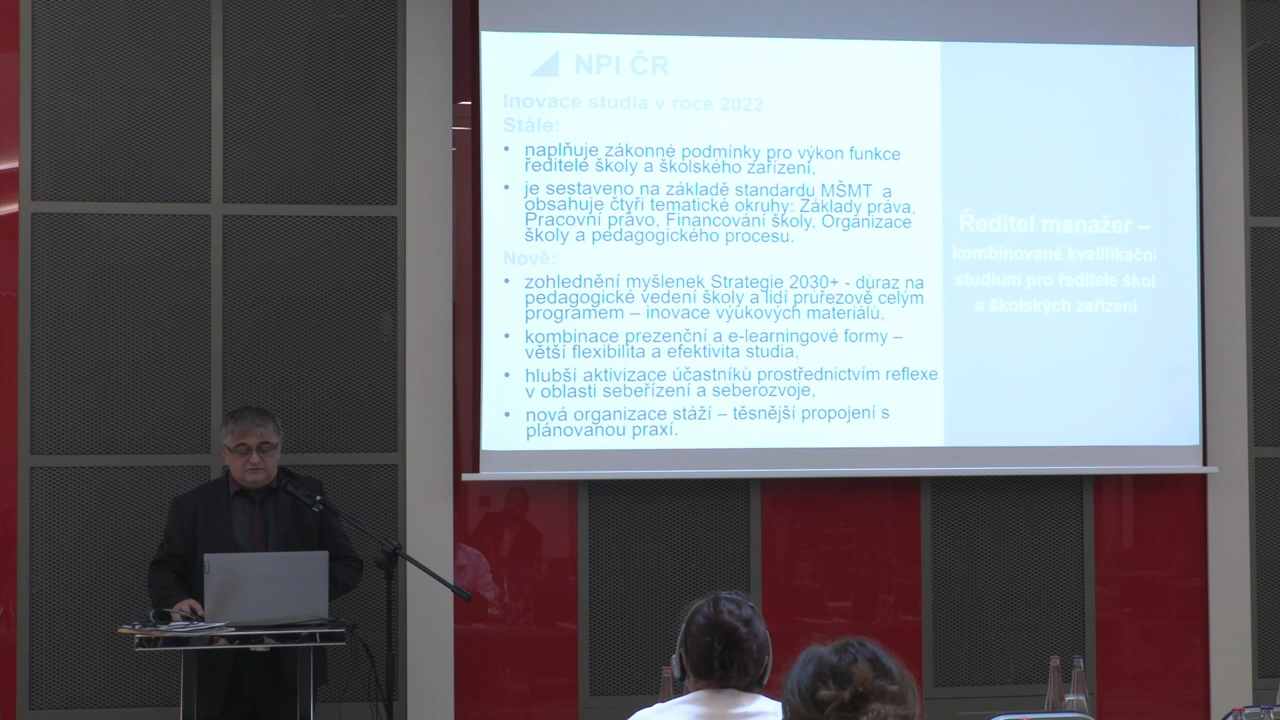 NPI ČR
Inovace studia v roce 2022
Stále:
• naplňuje zákonné podmínky pro výkon funkce
ředitele školy a školského zařízení,
• je sestaveno na základě standardu MŠMT a
obsahuje čtyři tematické okruhy: Základy práva,
Pracovní právo, Financování školy, Organizace
školy a pedagogického procesu.
Nově:
• zohlednění myšlenek Strategie 2030+ - důraz na
pedagogické vedení školy a lidí průřezově celým
programem – inovace výukových materiálů,
• kombinace prezenční a e-learningové formy –
větší flexibilita a efektivita studia,
• hlubší aktivizace účastníků prostřednictvím reflexe
v oblasti sebeřízení a seberozvoje,
• nová organizace stáží – těsnější propojení s
plánovanou praxí.
Ředitel manažer –
kombinované kvalifikační
studium pro ředitele škol
a školských zařízení